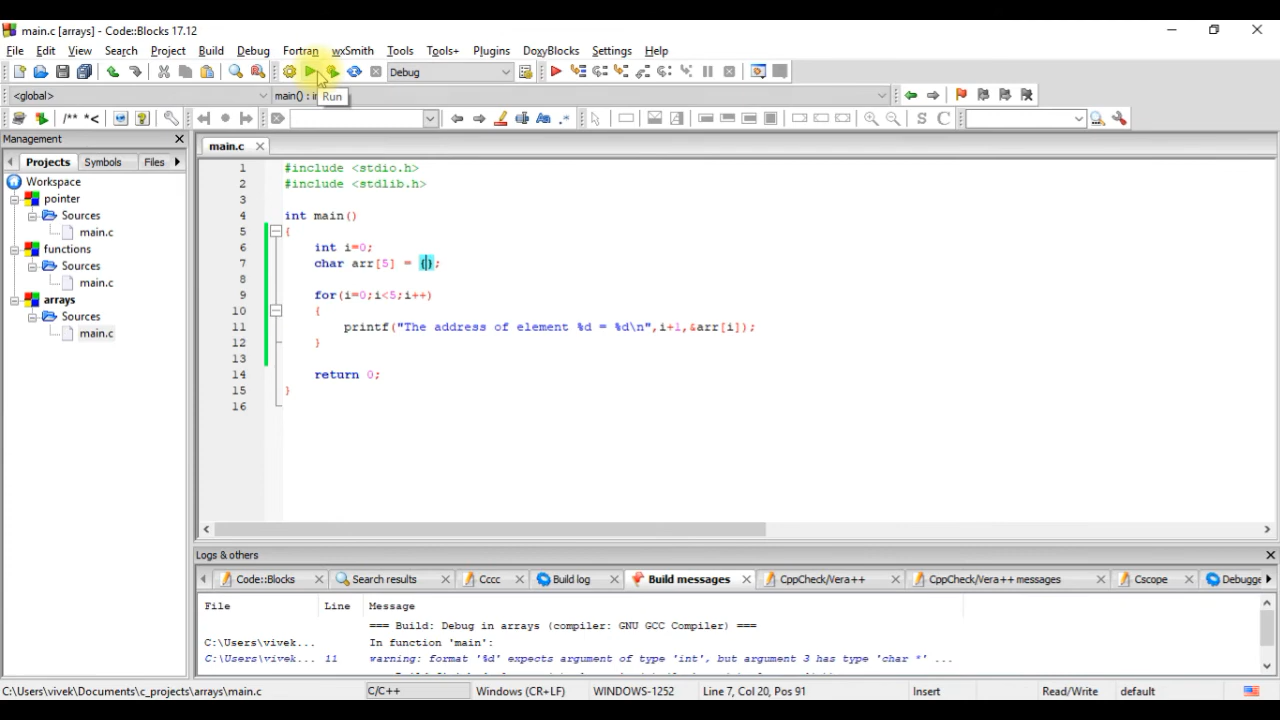 main.c [arrays] - Code::Blocks 17.12
File Edit View Search Project Build Debug Fortran wxSmith Tools Tools+ Plugins DoxyBlocks Settings Help
Debug
<global>
main() : in
Run
/** *<
S C
Management
Projects Symbols Files
main.c
Workspace
pointer
Sources
main.c
functions
Sources
main.c
arrays
Sources
main.c
1 #include <stdio.h>
2 #include <stdlib.h>
3
4 int main()
5 {
6 int i=0;
7 char arr[5] = {};
8
9 for(i=0;i<5;i++)
10 {
11 printf("The address of element %d = %d\n",i+1,&arr[i]);
12 }
13
14 return 0;
15 }
16
Logs & others
Code::Blocks Search results Cccc Build log Build messages CppCheck/Vera++ CppCheck/Vera++ messages Cscope Debugge
File Line Message
=== Build: Debug in arrays (compiler: GNU GCC Compiler) ===
C:\Users\vivek... In function 'main':
C:\Users\vivek... 11 warning: format '%d' expects argument of type 'int', but argument 3 has type 'char *' ...
C:\Users\vivek\Documents\c_projects\arrays\main.c C/C++ Windows (CR+LF) WINDOWS-1252 Line 7, Col 20, Pos 91 Insert Read/Write default